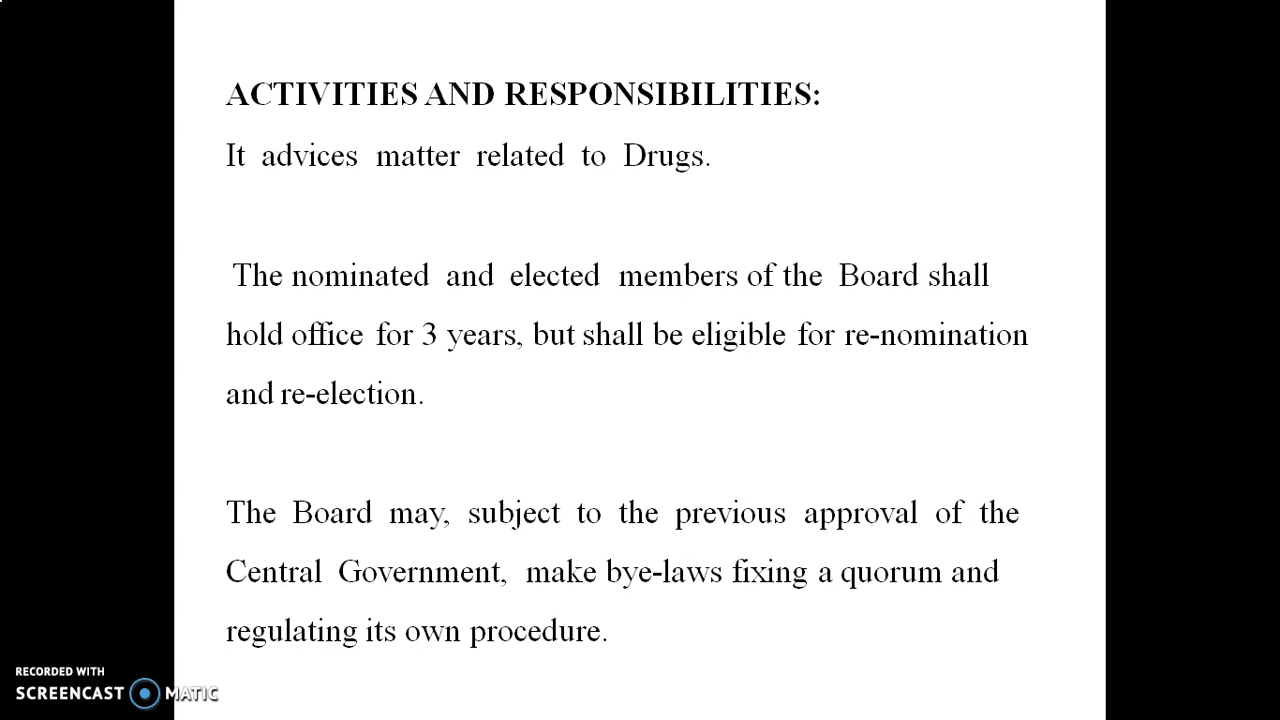 ACTIVITIES AND RESPONSIBILITIES:
It advices matter related to Drugs.
The nominated and elected members of the Board shall
hold office for 3 years, but shall be eligible for re-nomination
and re-election.
The Board may, subject to the previous approval of the
Central Government, make bye-laws fixing a quorum and
regulating its own procedure.
RECORDED WITH
SCREENCAST MATIC